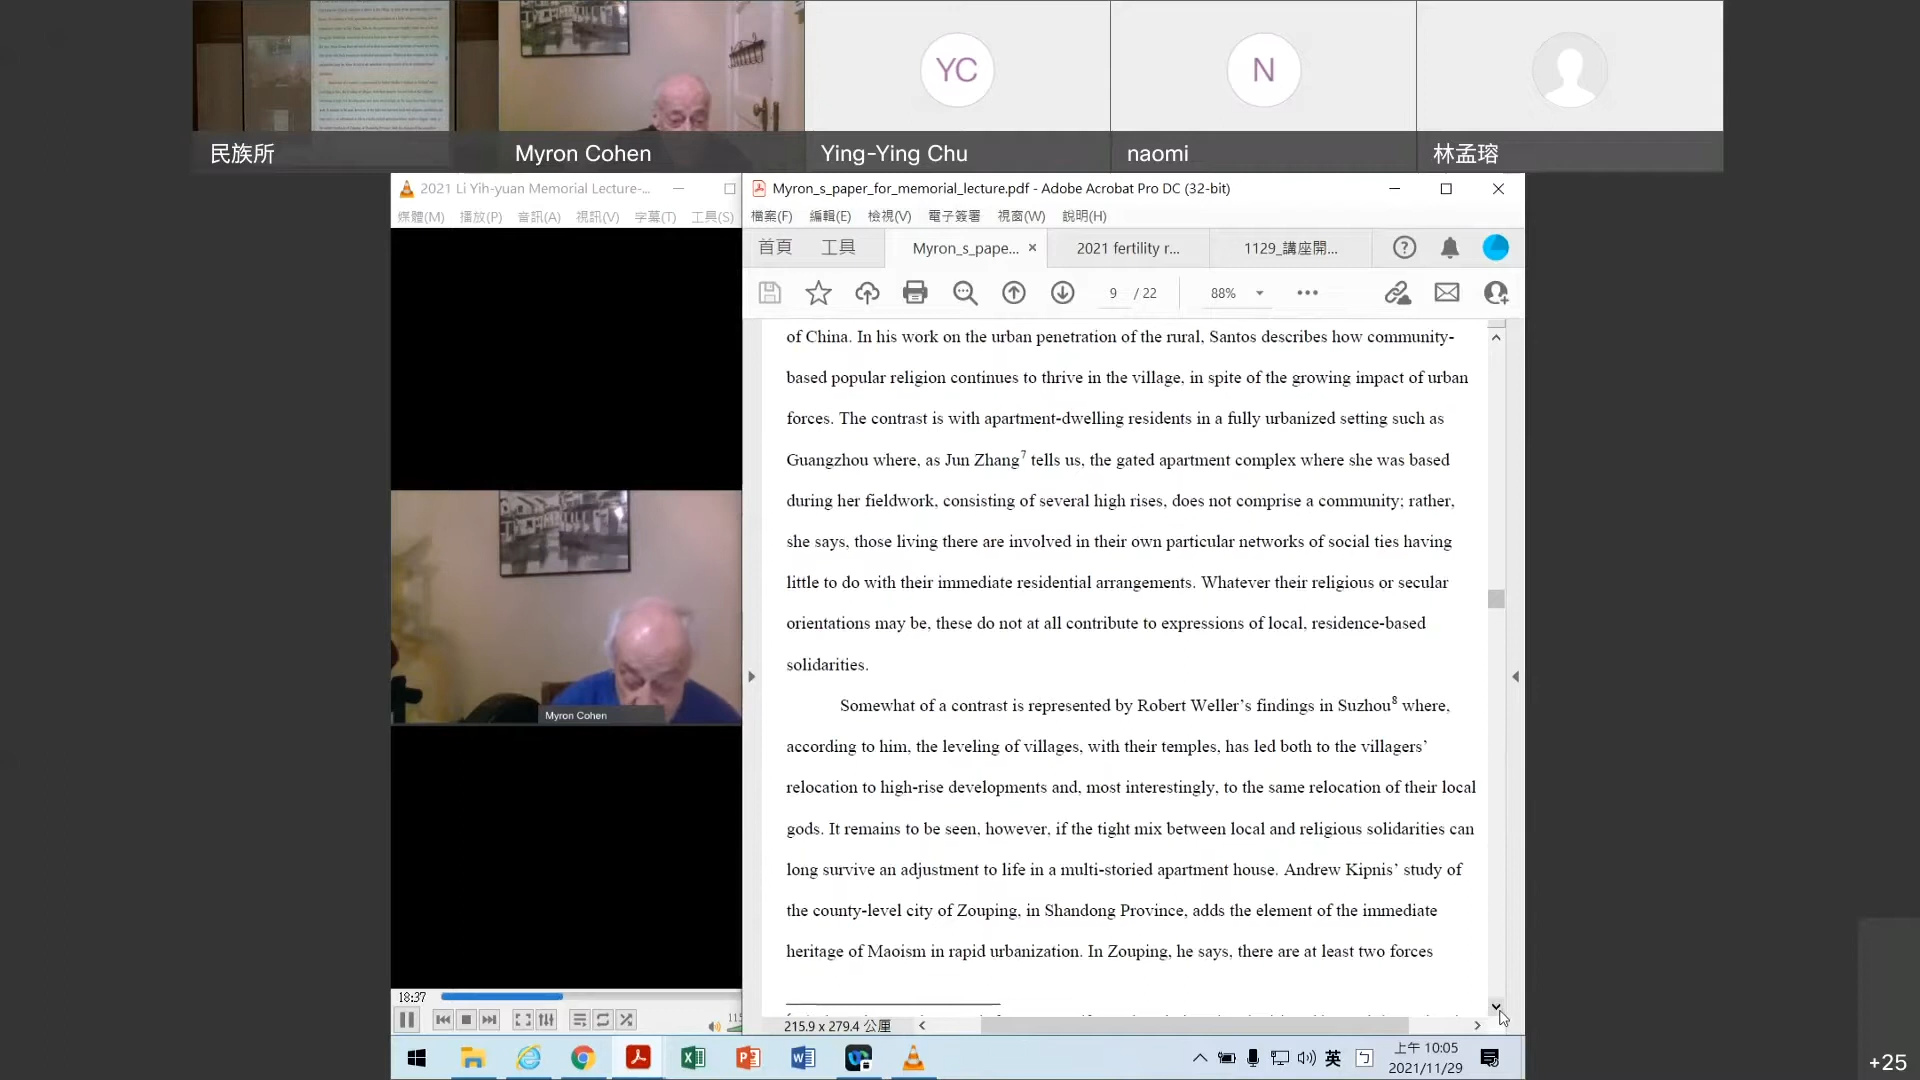 民族所
Myron Cohen
Ying-Ying Chu
YC
naomi
N
林孟瑢
2021 Li Yih-yuan Memorial Lecture-...
媒體(M) 播放(P) 音訊(A) 視訊(V) 字幕(T) 工具(S)
Myron Cohen
18:37
Myron_s_paper_for_memorial_lecture.pdf - Adobe Acrobat Pro DC (32-bit)
檔案(F) 編輯(E) 檢視(V) 電子簽署 視窗(W) 說明(H)
首頁 工具 Myron_s_pape... × 2021 fertility r... 1129_講座開...
9 / 22 88%
of China. In his work on the urban penetration of the rural, Santos describes how community-
based popular religion continues to thrive in the village, in spite of the growing impact of urban
forces. The contrast is with apartment-dwelling residents in a fully urbanized setting such as
Guangzhou where, as Jun Zhang7 tells us, the gated apartment complex where she was based
during her fieldwork, consisting of several high rises, does not comprise a community; rather,
she says, those living there are involved in their own particular networks of social ties having
little to do with their immediate residential arrangements. Whatever their religious or secular
orientations may be, these do not at all contribute to expressions of local, residence-based
solidarities.
Somewhat of a contrast is represented by Robert Weller’s findings in Suzhou8 where,
according to him, the leveling of villages, with their temples, has led both to the villagers’
relocation to high-rise developments and, most interestingly, to the same relocation of their local
gods. It remains to be seen, however, if the tight mix between local and religious solidarities can
long survive an adjustment to life in a multi-storied apartment house. Andrew Kipnis’ study of
the county-level city of Zouping, in Shandong Province, adds the element of the immediate
heritage of Maoism in rapid urbanization. In Zouping, he says, there are at least two forces
215.9 x 279.4 公厘
英
上午 10:05
2021/11/29
+25